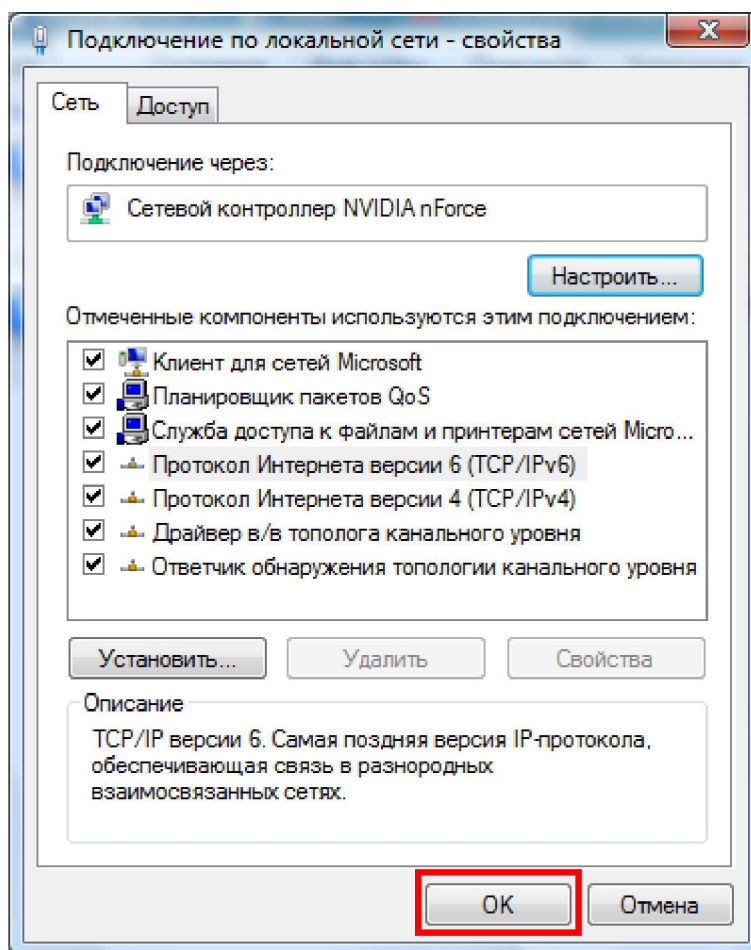 Подключение по локальной сети - свойства
Сеть
Доступ
Подключение через:
Сетевой контроллер NVIDIA nForce
Настроить...
Отмеченные компоненты используются этим подключением:
Клиент для сетей Microsoft
Планировщик пакетов QoS
Служба доступа к файлам и принтерам сетей Micro...
Протокол Интернета версии 6 (TCP/IPv6)
Протокол Интернета версии 4 (TCP/IPv4)
Драйвер в/в тополога канального уровня
Ответчик обнаружения топологии канального уровня
Установить...
Удалить
Свойства
Описание
TCP/IP версии 6. Самая поздняя версия IP-протокола,
обеспечивающая связь в разнородных
взаимосвязанных сетях.
OK
Отмена